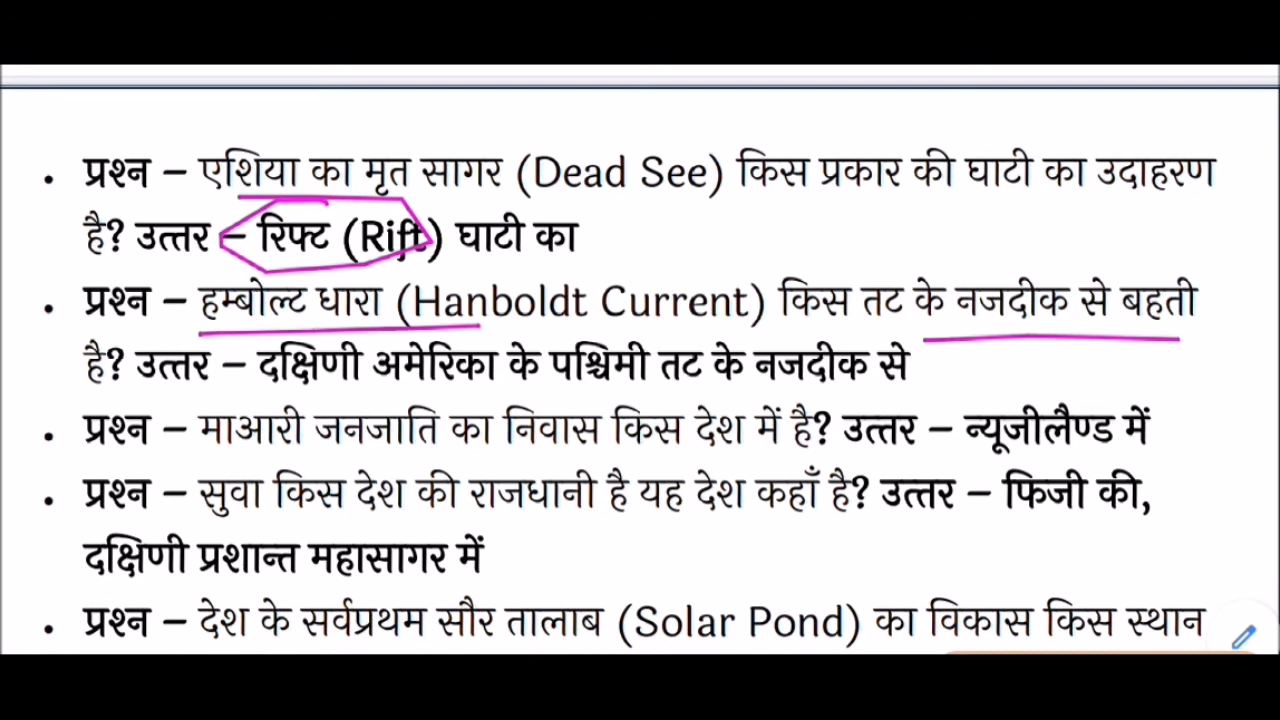 • प्रश्न – एशिया का मृत सागर (Dead See) किस प्रकार की घाटी का उदाहरण
है? उत्तर – रिफ्ट (Rift) घाटी का
• प्रश्न – हम्बोल्ट धारा (Hanboldt Current) किस तट के नजदीक से बहती
है? उत्तर – दक्षिणी अमेरिका के पश्चिमी तट के नजदीक से
• प्रश्न – माआरी जनजाति का निवास किस देश में है? उत्तर – न्यूजीलैण्ड में
• प्रश्न – सुवा किस देश की राजधानी है यह देश कहाँ है? उत्तर – फिजी की,
दक्षिणी प्रशान्त महासागर में
• प्रश्न – देश के सर्वप्रथम सौर तालाब (Solar Pond) का विकास किस स्थान